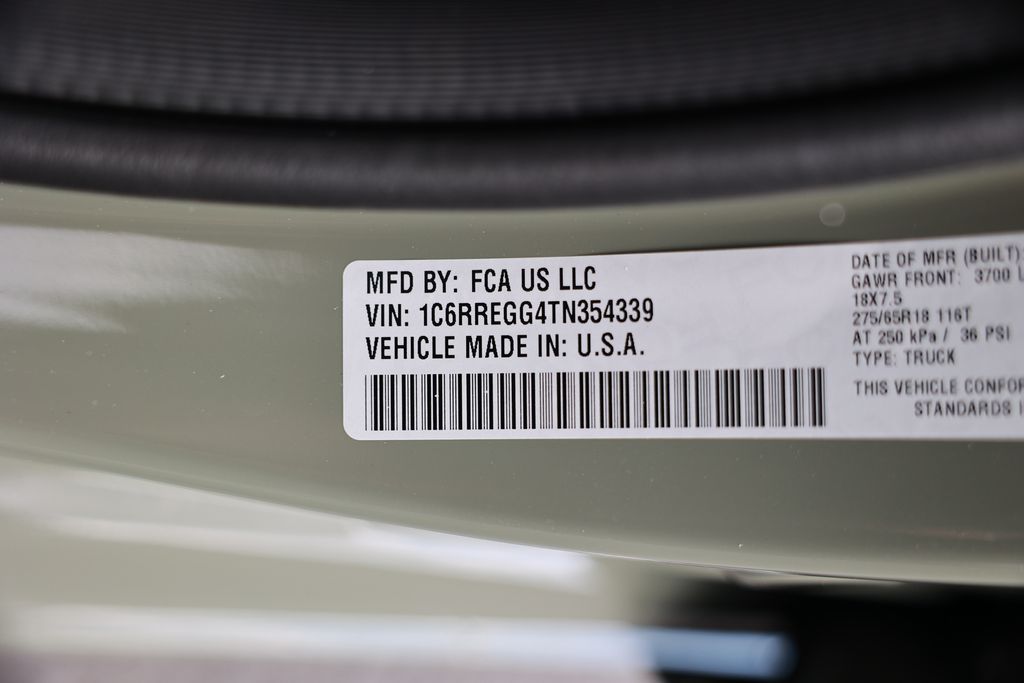 MFD BY: FCA US LLC
VIN: 1C6RREGG4TN354339
VEHICLE MADE IN: U.S.A.
DATE OF MFR (BUILT):
GAWR FRONT: 3700
18X7.5
275/65R18 116T
AT 250 kPa / 36 PSI
TYPE: TRUCK
THIS VEHICLE
STANDARDS